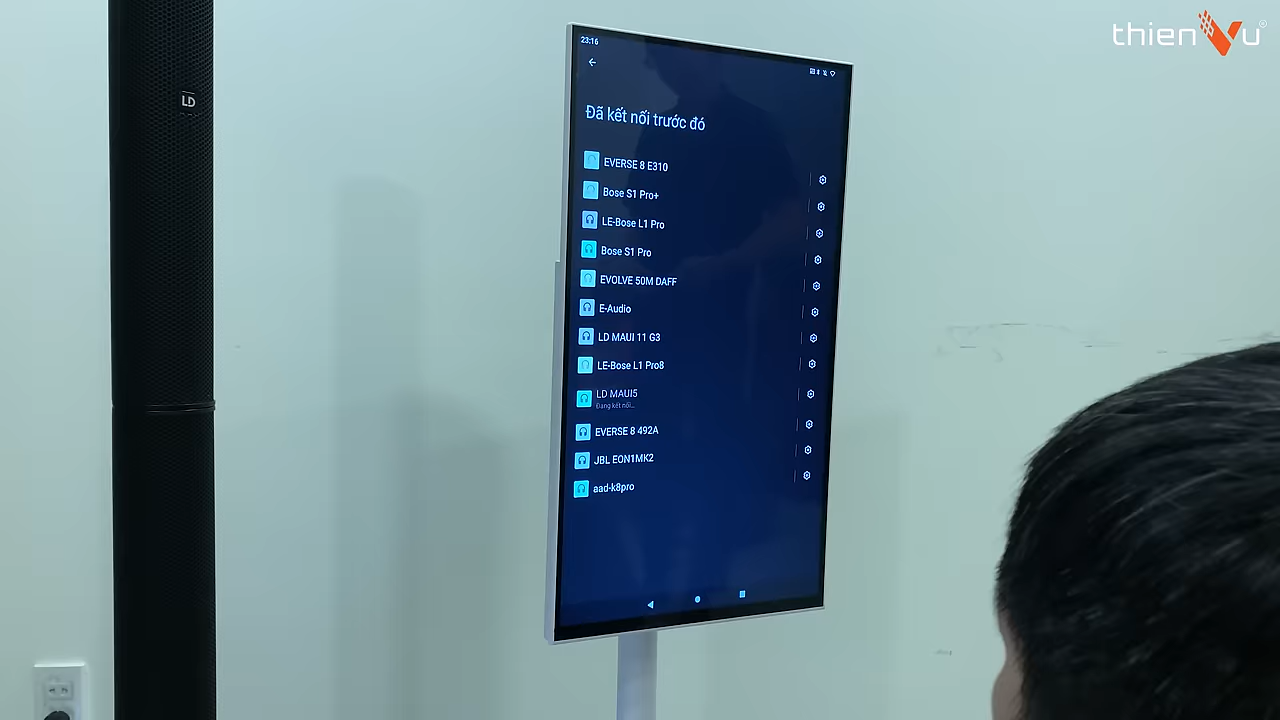 thienVu
LD
23:16
Đã kết nối trước đó
EVERSE 8 E310
Bose S1 Pro+
LE-Bose L1 Pro
Bose S1 Pro
EVOLVE 50M DAFF
E-Audio
LD MAUI 11 G3
LE-Bose L1 Pro8
LD MAUI5
Đang kết nối...
EVERSE 8 492A
JBL EON1MK2
aad-k8pro